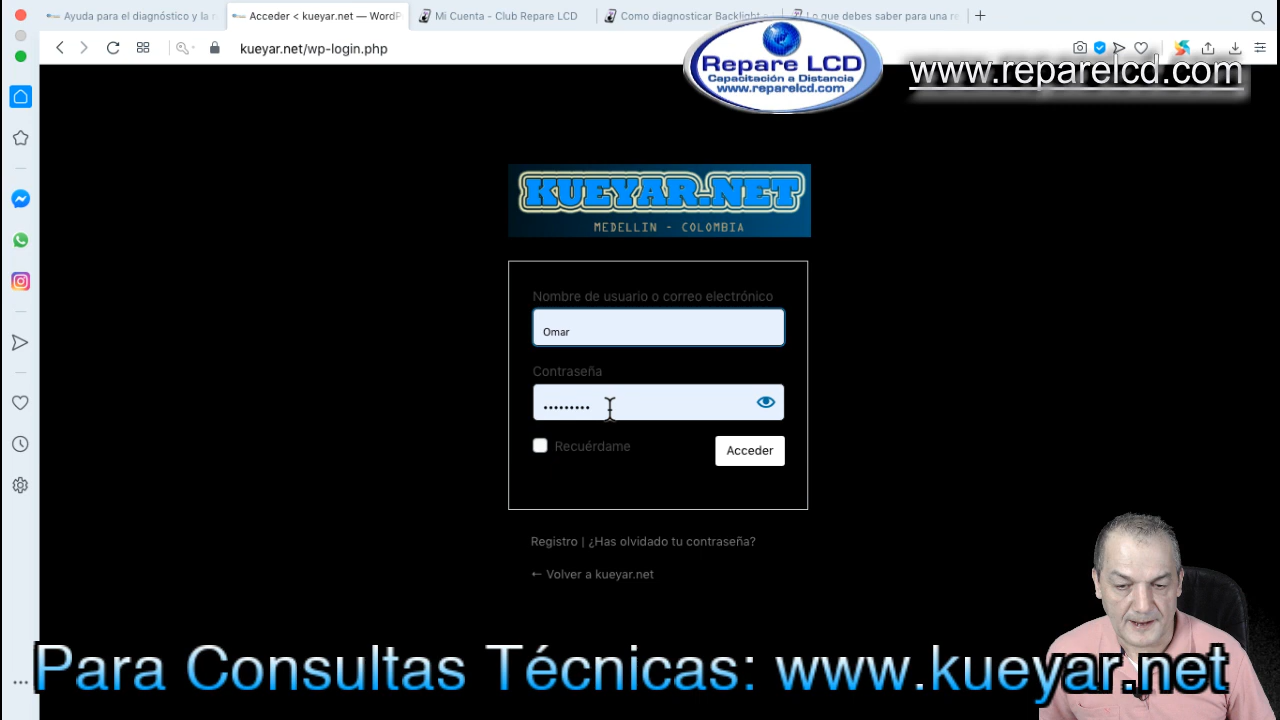 Ayuda para el diagnóstico y la r
Acceder < kueyar.net — WordP
Mi Cuenta - Club Repare LCD
Como diagnosticar Backlight
Lo que debes saber para una re
kueyar.net/wp-login.php
Repare LCD
Capacitación a Distancia
www.reparelcd.com
www.reparelcd.com
KUEYAR.NET
MEDELLIN - COLOMBIA
Nombre de usuario o correo electrónico
Omar
Contraseña
Recuérdame
Acceder
Registro | ¿Has olvidado tu contraseña?
← Volver a kueyar.net
Para Consultas Técnicas: www.kueyar.net